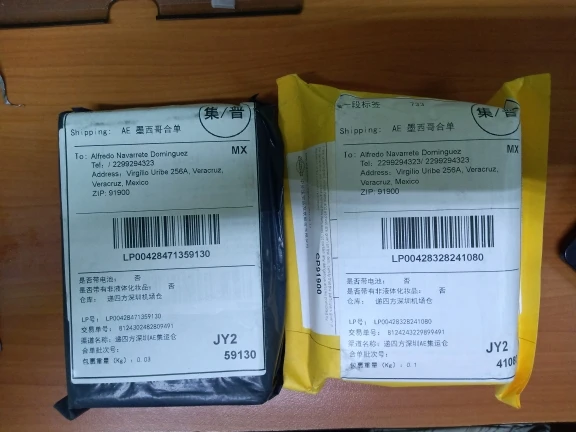 集/普
Shipping: AE 墨西哥合单
To: Alfredo Navarrete Dominguez
MX
Tel: / 2299294323
Address: Virgilio Uribe 256A, Veracruz,
Veracruz, Mexico
ZIP: 91900
LP00428471359130
是否带电池: 否
是否带有非液体化妆品: 否
仓库: 递四方深圳机场仓
LP号: LP00428471359130
交易单号: 8124302482809491
渠道名称: 递四方深圳AE集运仓
合单批次号:
包裹重量(Kg): 0.03
JY2
59130
一段标签
集/普
Shipping: AE 墨西哥合单
To: Alfredo Navarrete Dominguez
MX
Tel: 2299294323/ 2299294323
Address: Virgilio Uribe 256A, Veracruz,
Veracruz, Mexico
ZIP: 91900
LP00428328241080
CP91900
是否带电池: 否
是否带有非液体化妆品: 否
仓库: 递四方深圳机场仓
LP号: LP00428328241080
交易单号: 8124243229899491
渠道名称: 递四方深圳AE集运仓
合单批次号:
包裹重量(Kg): 0.1
JY2
4108